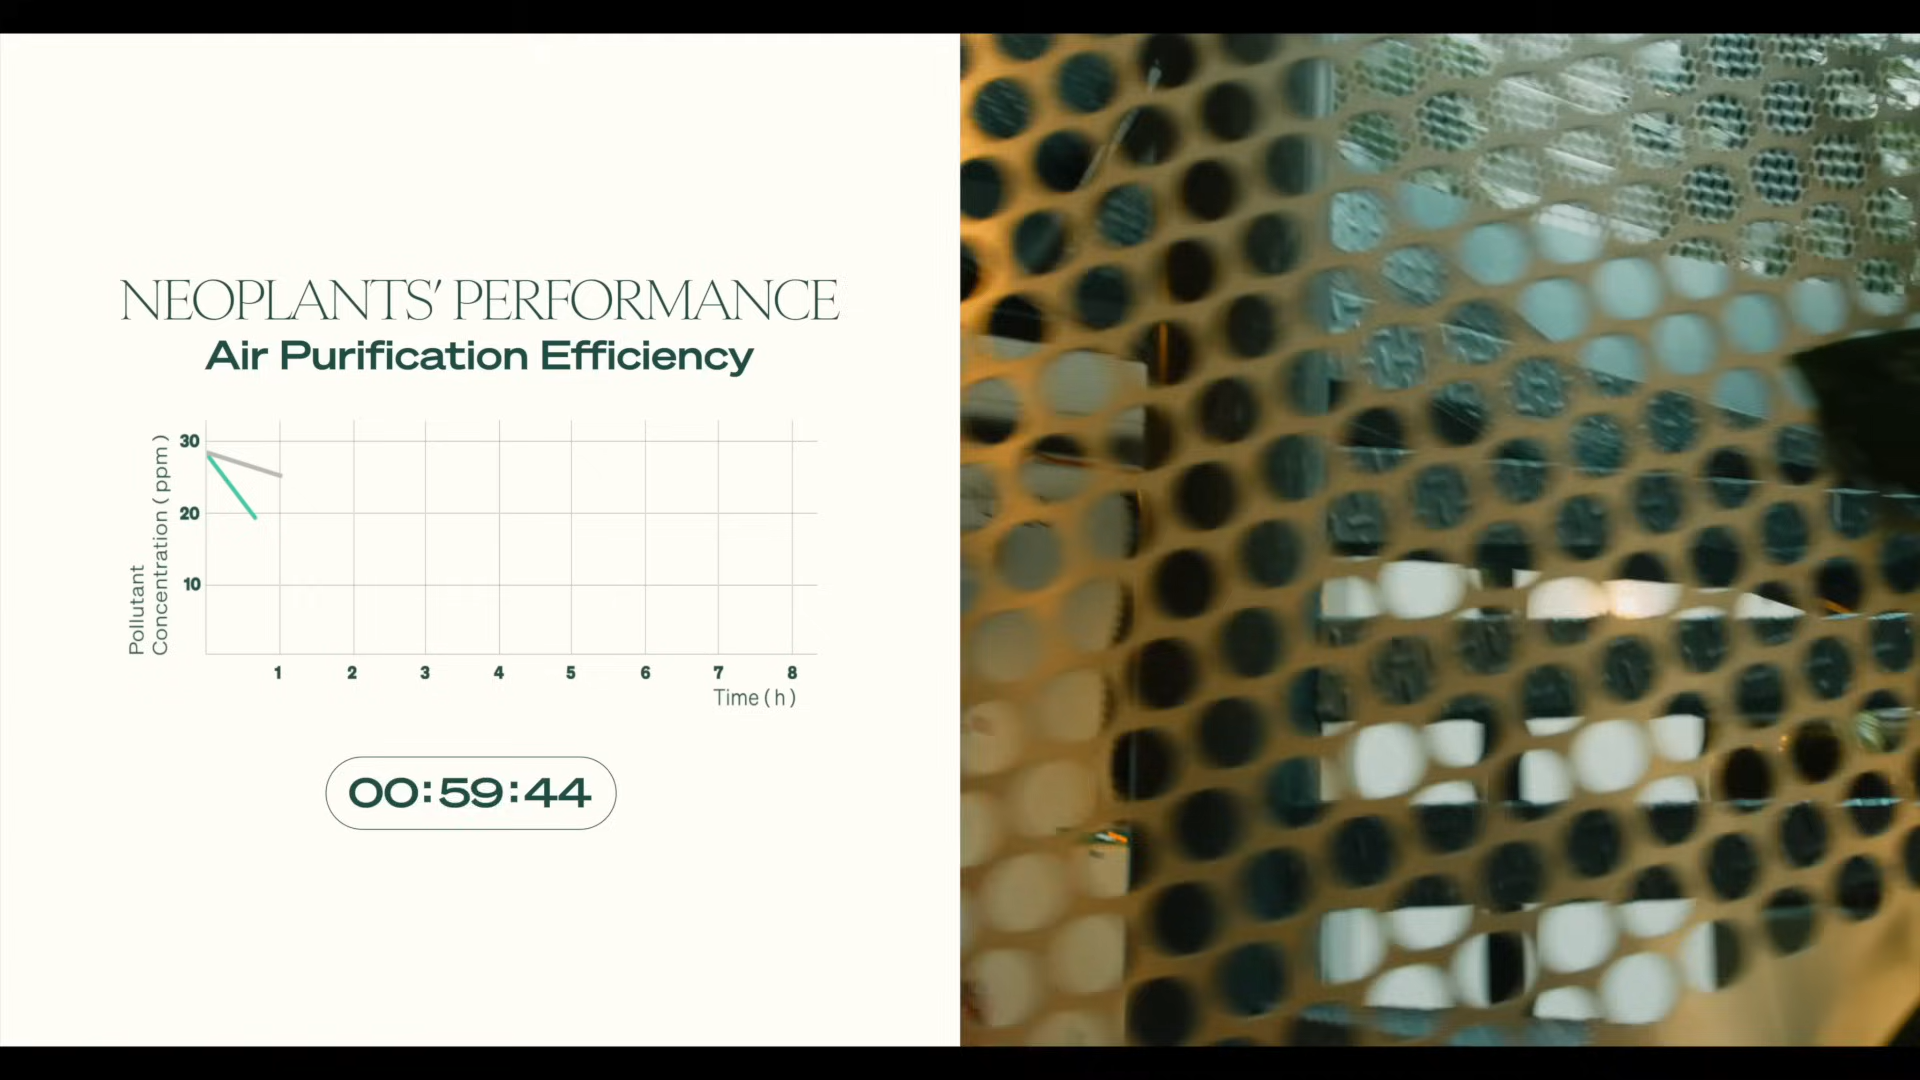 NEOPLANTS' PERFORMANCE
Air Purification Efficiency
Pollutant
Concentration ( ppm )
30
20
10
1 2 3 4 5 6 7 8
Time ( h )
00:59:44